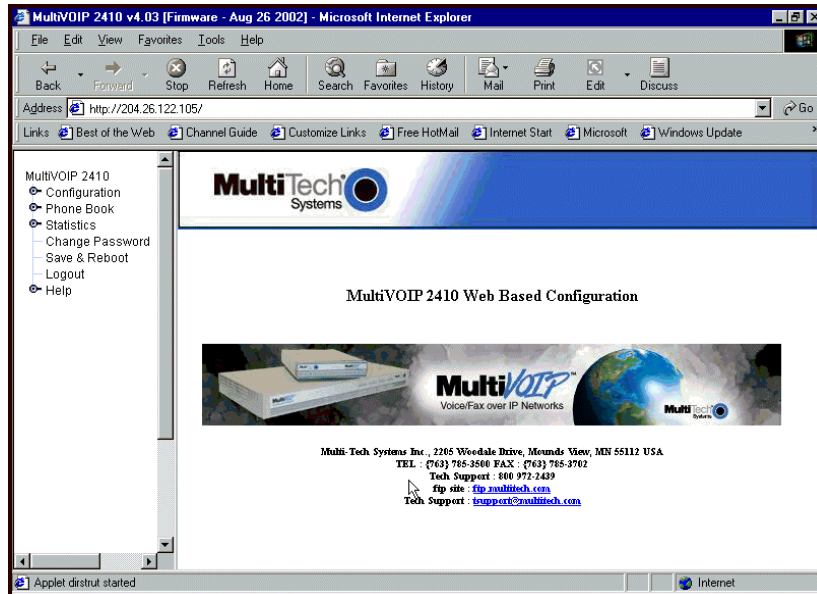 MultiVOIP 2410 v4.03 [Firmware - Aug 26 2002] - Microsoft Internet Explorer
File Edit View Favorites Tools Help
Back Forward Stop Refresh Home Search Favorites History Mail Print Edit Discuss
Address http://204.26.122.105/ Go
Links Best of the Web Channel Guide Customize Links Free HotMail Internet Start Microsoft Windows Update
MultiVOIP 2410
Configuration
Phone Book
Statistics
Change Password
Save & Reboot
Logout
Help
MultiTech
Systems
MultiVOIP 2410 Web Based Configuration
MultiVOIP™
Voice/Fax over IP Networks
MultiTech
Systems
Multi-Tech Systems Inc., 2205 Woodale Drive, Mounds View, MN 55112 USA
TEL : (763) 785-3500 FAX : (763) 785-3702
Tech Support : 800 972-2439
ftp site : ftp.multitech.com
Tech Support : tsupport@multitech.com
Applet dirstrut started
Internet